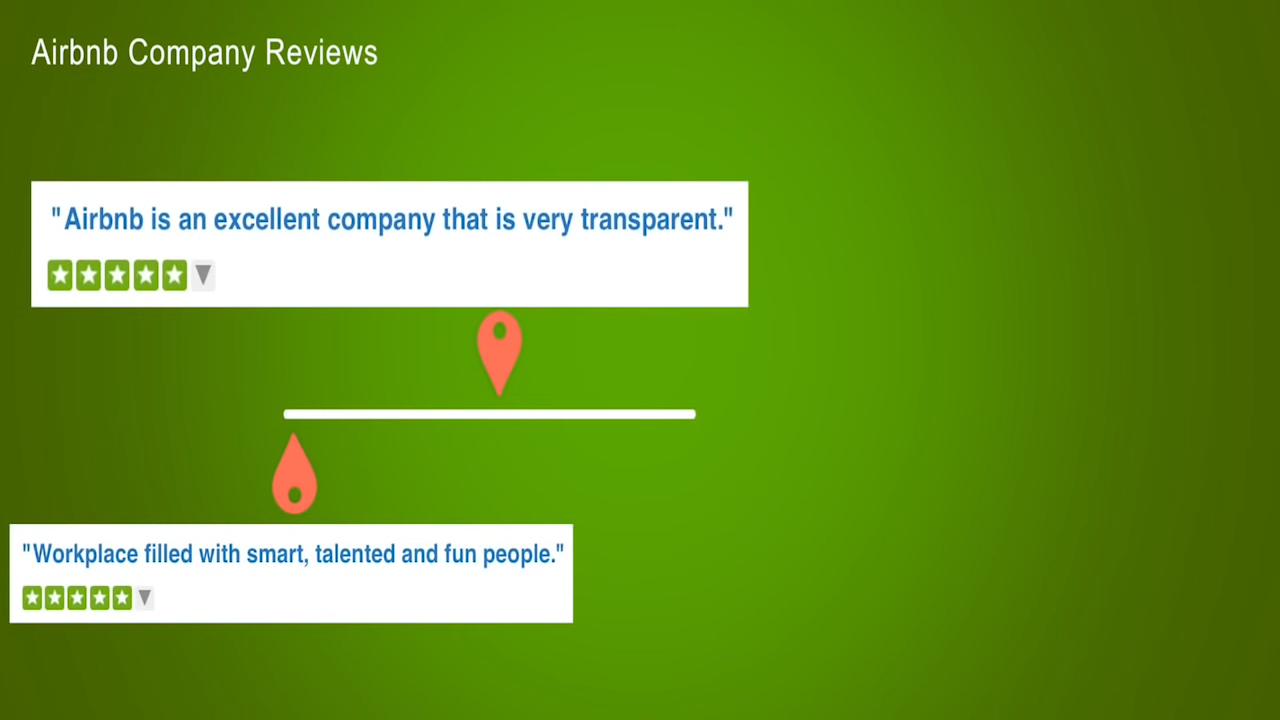 Airbnb Company Reviews
"Airbnb is an excellent company that is very transparent."
"Workplace filled with smart, talented and fun people."